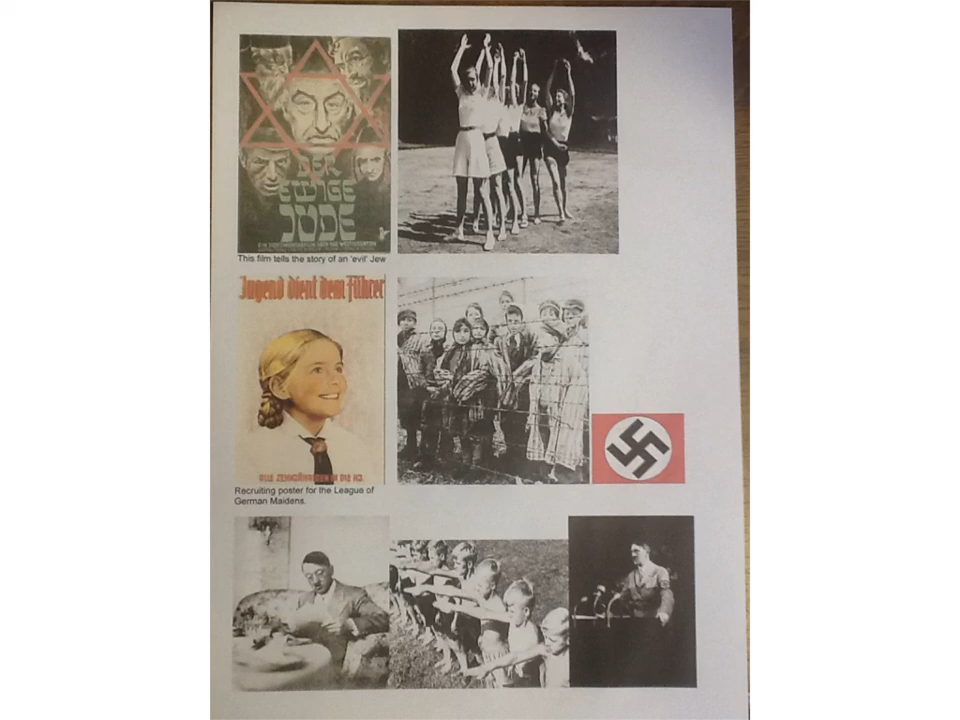 DER
EWIGE
JUDE
This film tells the story of an 'evil' Jew
Jugend dient dem Führer
ALLE ZEHNJÄHRIGEN IN DIE HJ.
Recruiting poster for the League of
German Maidens.